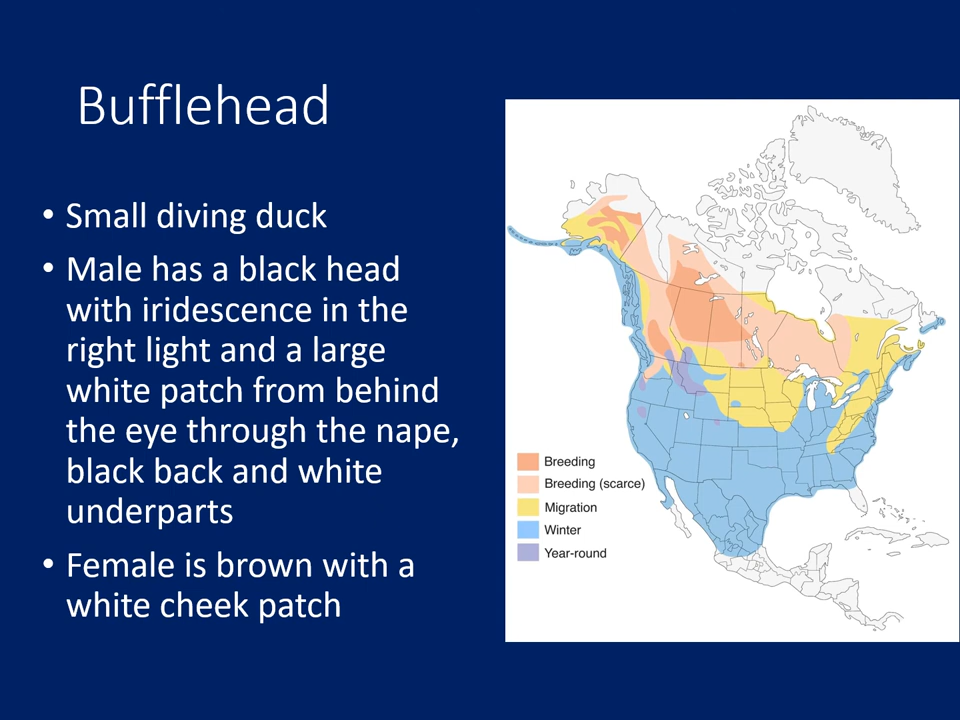 Bufflehead
• Small diving duck
• Male has a black head
with iridescence in the
right light and a large
white patch from behind
the eye through the nape,
black back and white
underparts
• Female is brown with a
white cheek patch
Breeding
Breeding (scarce)
Migration
Winter
Year-round